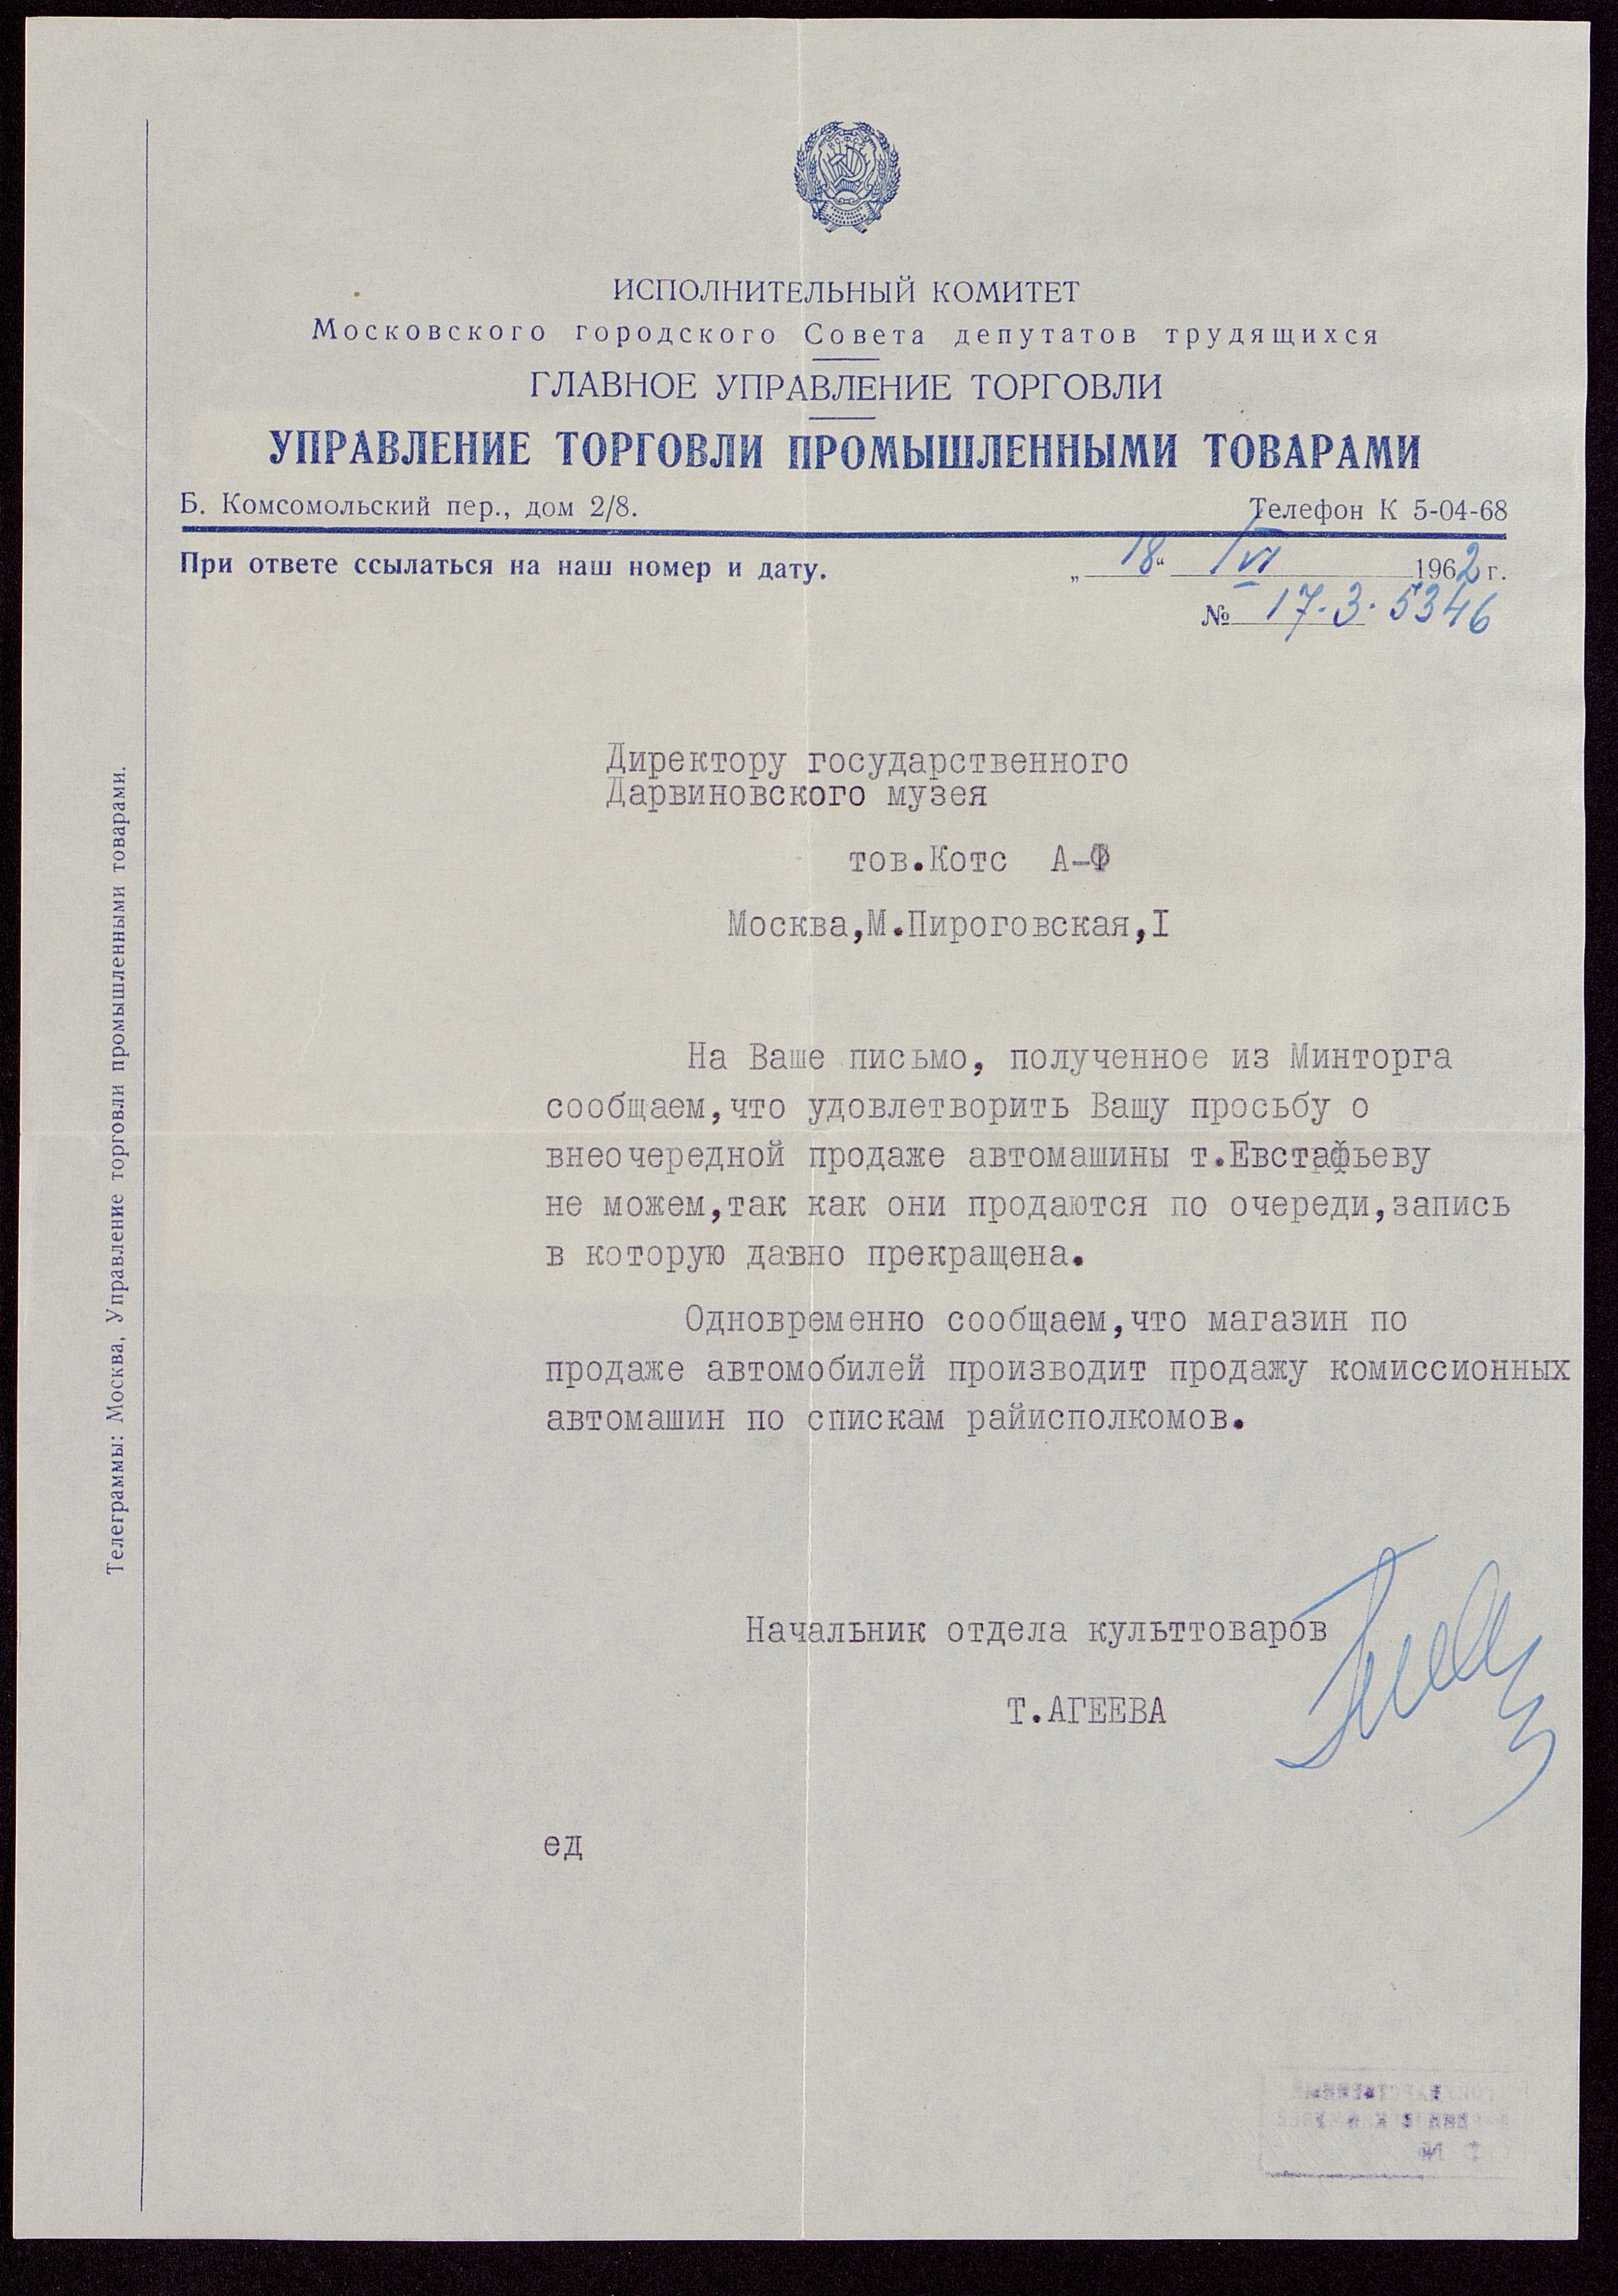 ИСПОЛНИТЕЛЬНЫЙ КОМИТЕТ
Московского городского Совета депутатов трудящихся
ГЛАВНОЕ УПРАВЛЕНИЕ ТОРГОВЛИ
УПРАВЛЕНИЕ ТОРГОВЛИ ПРОМЫШЛЕННЫМИ ТОВАРАМИ
Б. Комсомольский пер., дом 2/8.
Телефон К 5-04-68
При ответе ссылаться на наш номер и дату.
„18“ /VI 1962 г.
№ 17.3.5346
Директору государственного
Дарвиновского музея
тов.Котс А-Ф
Москва,М.Пироговская,I
На Ваше письмо, полученное из Минторга
сообщаем,что удовлетворить Вашу просьбу о
внеочередной продаже автомашины т.Евстафьеву
не можем,так как они продаются по очереди,запись
в которую давно прекращена.
Одновременно сообщаем,что магазин по
продаже автомобилей производит продажу комиссионных
автомашин по спискам райисполкомов.
Начальник отдела культтоваров
Т.АГЕЕВА
ед
Телеграммы: Москва, Управление торговли промышленными товарами.